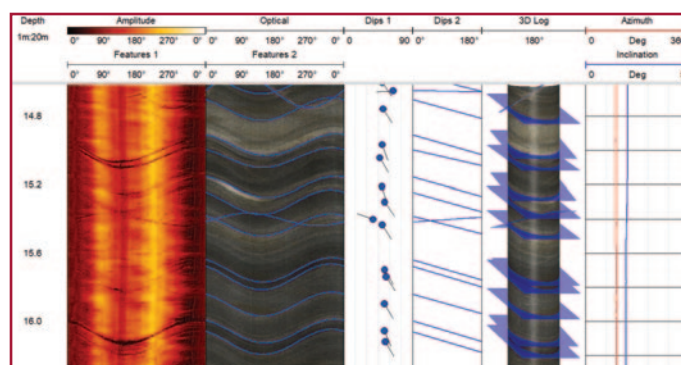 Depth Amplitude Optical Dips 1 Dips 2 3D Log Azimuth
1m:20m 0° 90° 180° 270° 0° 0° 90° 180° 270° 0° 0 90 0° 180° 180° 0 Deg 36
Features 1 Features 2 Inclination
90° 180° 270° 0° 0° 90° 180° 270° 0° 0 Deg
14.8
15.2
15.6
16.0